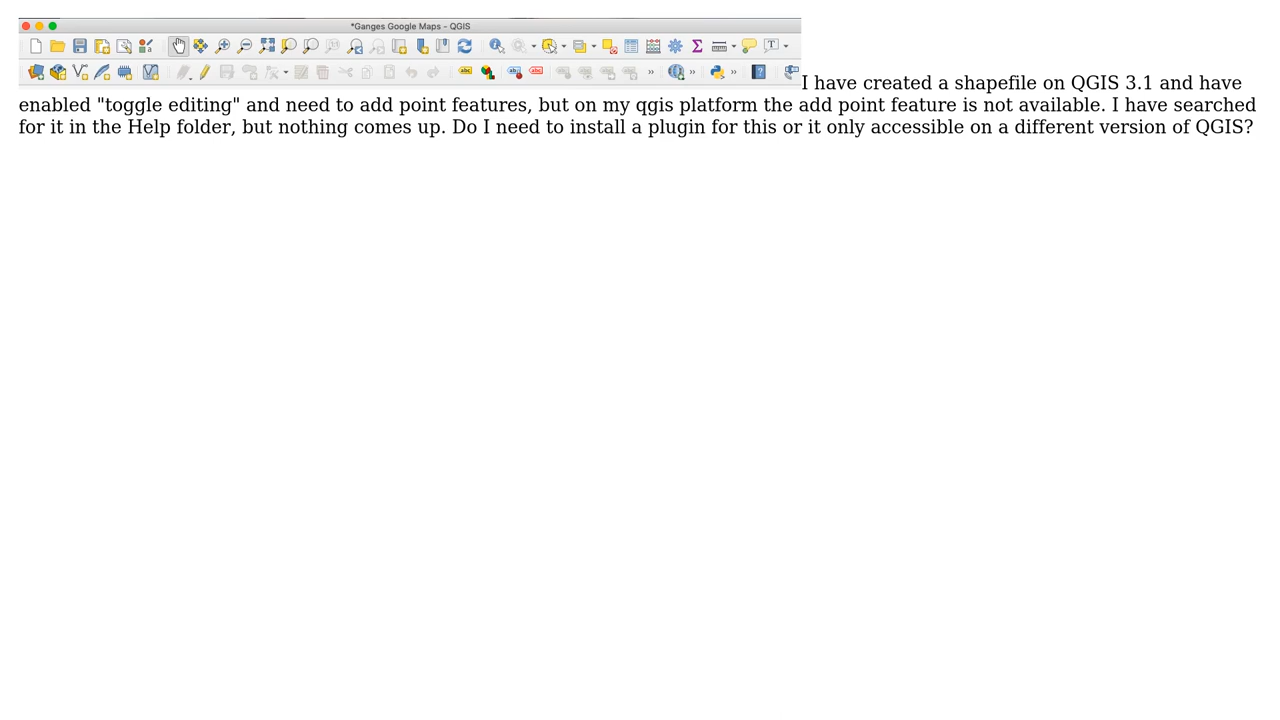 *Ganges Google Maps - QGIS
I have created a shapefile on QGIS 3.1 and have
enabled "toggle editing" and need to add point features, but on my qgis platform the add point feature is not available. I have searched
for it in the Help folder, but nothing comes up. Do I need to install a plugin for this or it only accessible on a different version of QGIS?